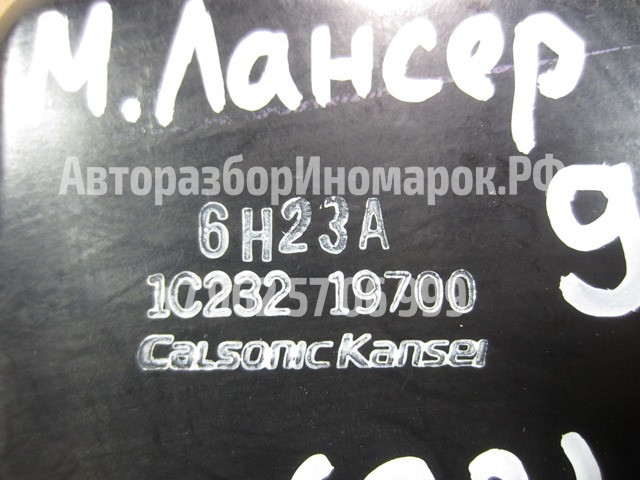 М. Лансер
9
АвторазборИномарок.РФ
6H23A
1C232 19700
Calsonic Kansei